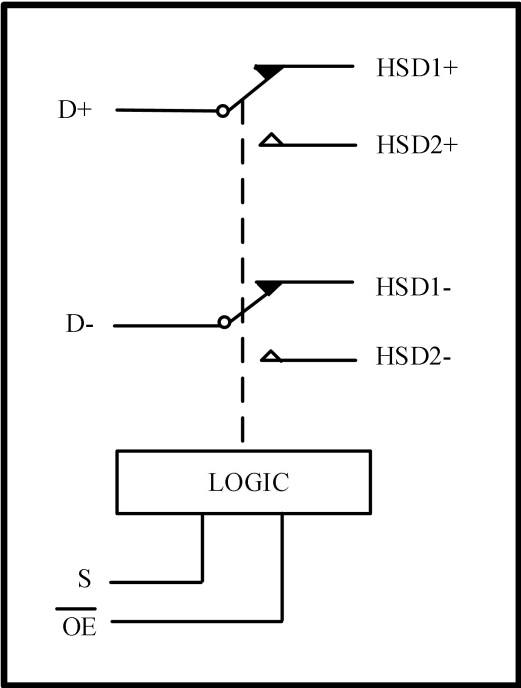 HSD1+
D+
HSD2+
HSD1-
D-
HSD2-
LOGIC
S
OE